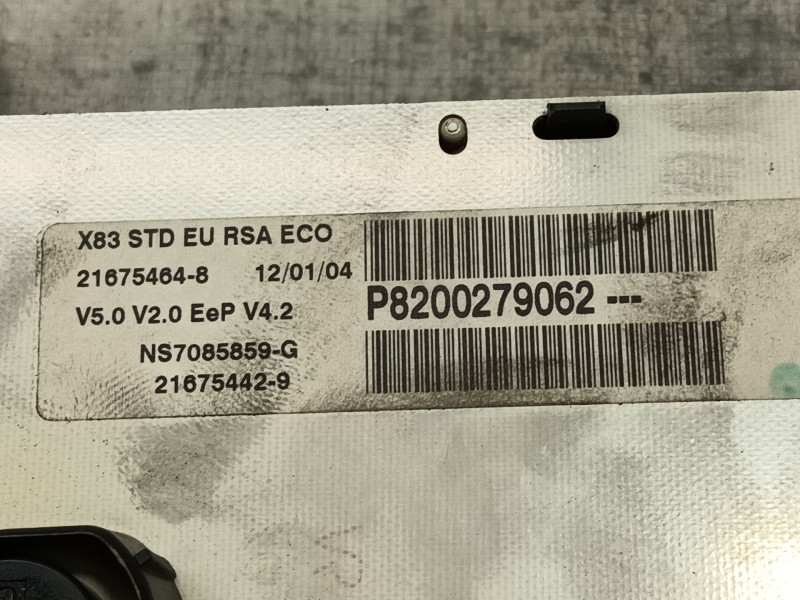 X83 STD EU RSA ECO
21675464-8 12/01/04
V5.0 V2.0 EeP V4.2
NS7085859-G
21675442-9
P8200279062 ---